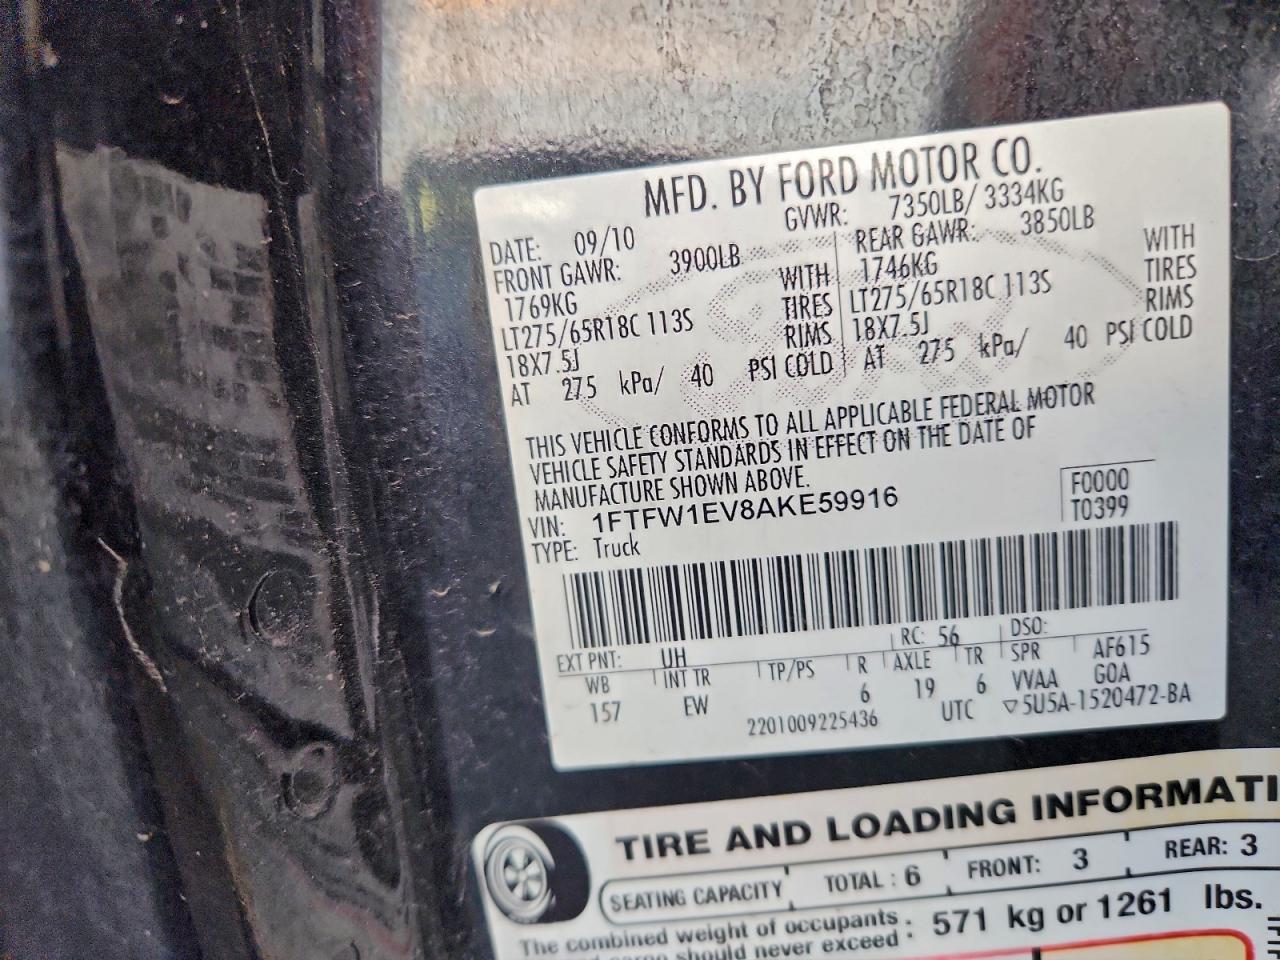 MFD. BY FORD MOTOR CO.
DATE: 09/10 GVWR: 7350LB/ 3334KG
FRONT GAWR: 3900LB REAR GAWR: 3850LB
1769KG WITH 1746KG WITH
LT275/65R18C 113S TIRES LT275/65R18C 113S TIRES
18X7.5J RIMS 18X7.5J RIMS
AT 275 kPa/ 40 PSI COLD AT 275 kPa/ 40 PSI COLD
THIS VEHICLE CONFORMS TO ALL APPLICABLE FEDERAL MOTOR
VEHICLE SAFETY STANDARDS IN EFFECT ON THE DATE OF
MANUFACTURE SHOWN ABOVE.
VIN: 1FTFW1EV8AKE59916 F0000
TYPE: Truck T0399
EXT PNT: UH RC: 56 DSO:
WB INT TR TP/PS R AXLE TR SPR AF615
157 EW 6 19 6 VVAA GOA
2201009225436 UTC ▽5U5A-1520472-BA
TIRE AND LOADING INFORMATI
SEATING CAPACITY TOTAL : 6 FRONT: 3 REAR: 3
The combined weight of occupants : 571 kg or 1261 lbs.
should never exceed :